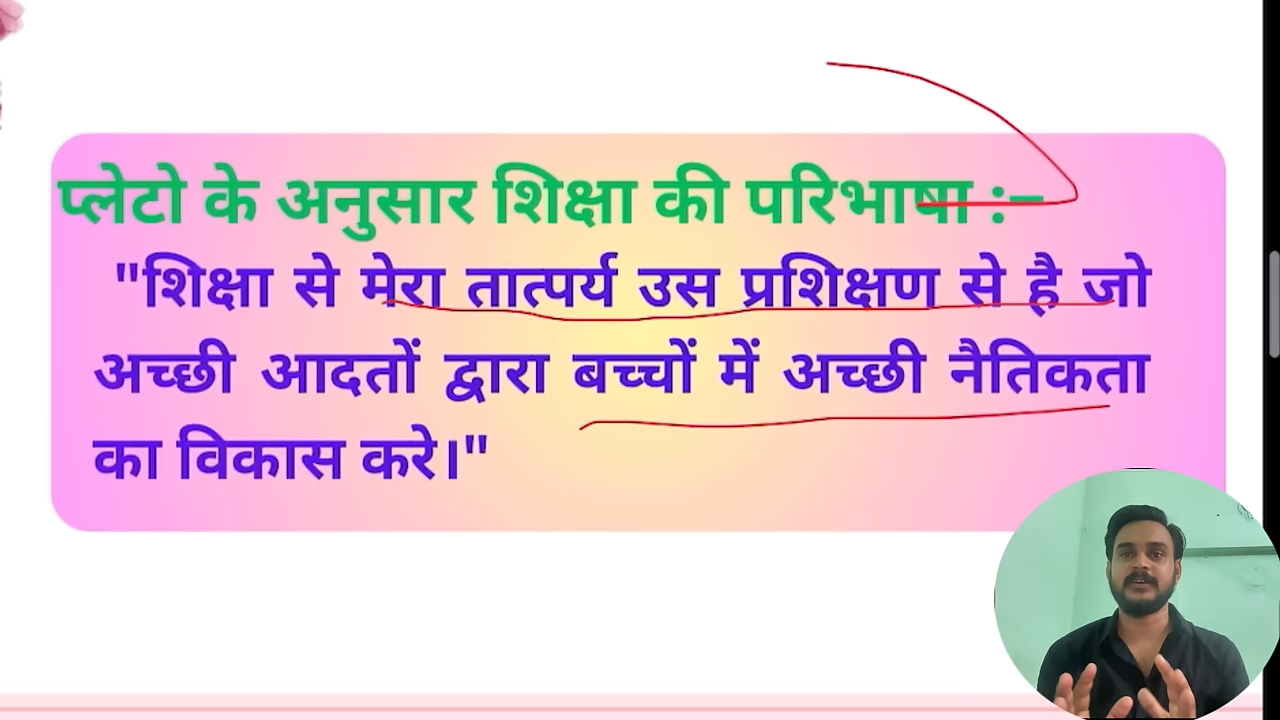 प्लेटो के अनुसार शिक्षा की परिभाषा :–
"शिक्षा से मेरा तात्पर्य उस प्रशिक्षण से है जो
अच्छी आदतों द्वारा बच्चों में अच्छी नैतिकता
का विकास करे।"